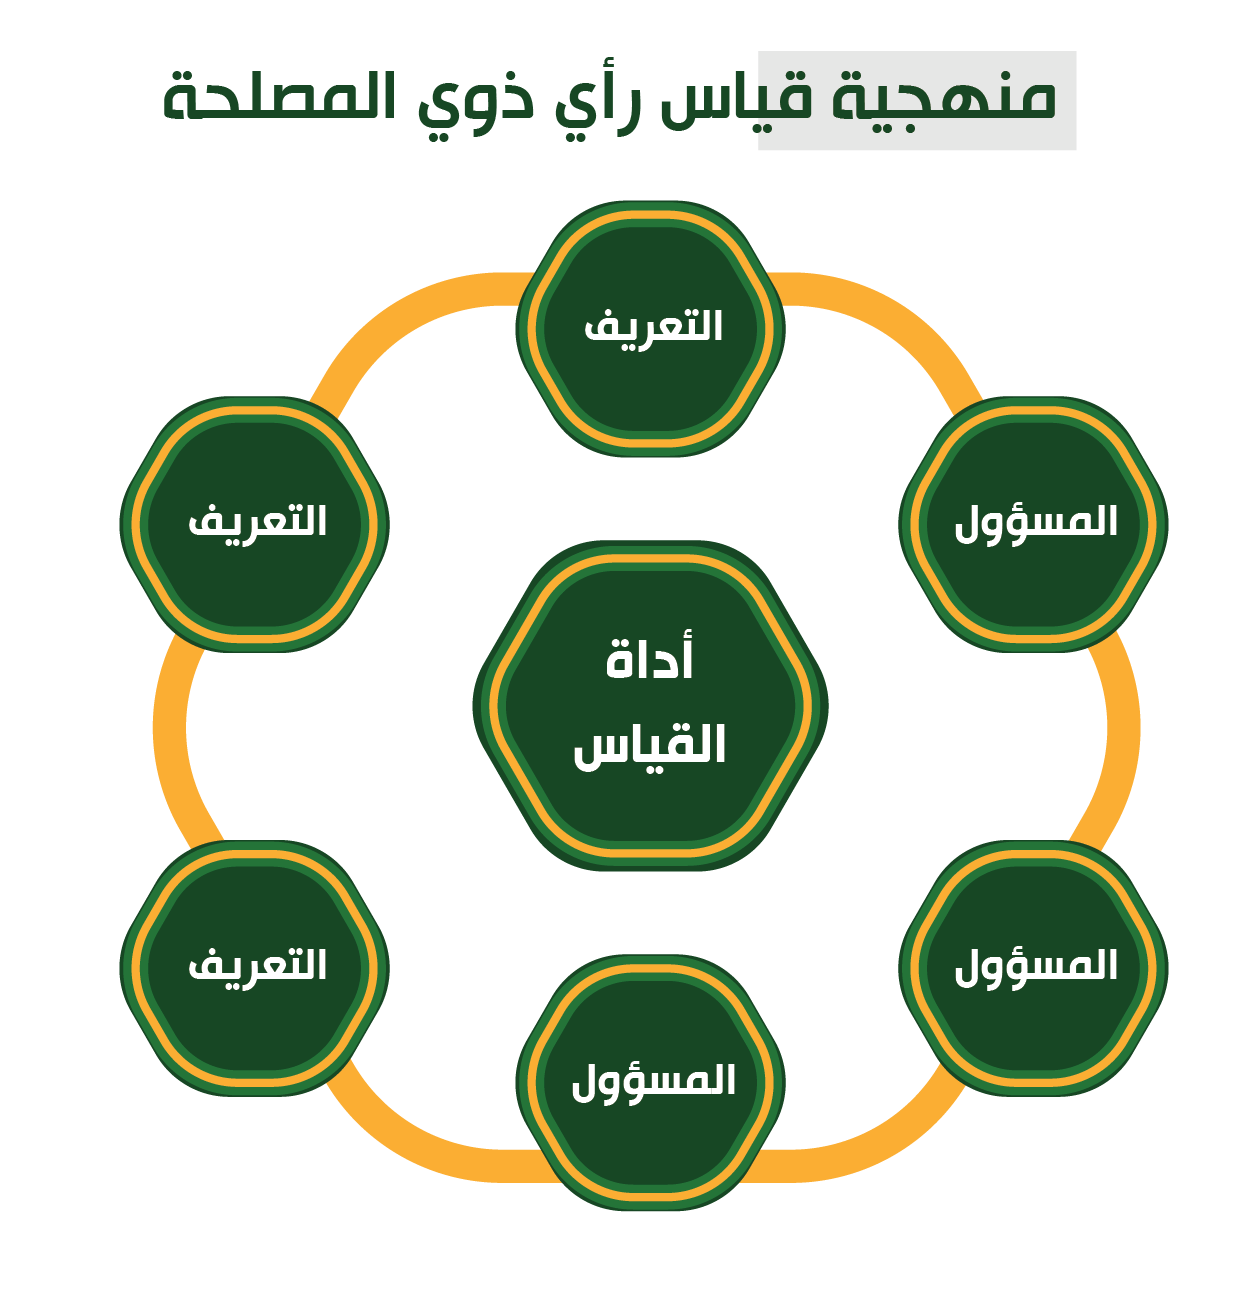 منهجية قياس رأي ذوي المصلحة
التعريف
المسؤول
التعريف
أداة
القياس
المسؤول
التعريف
المسؤول